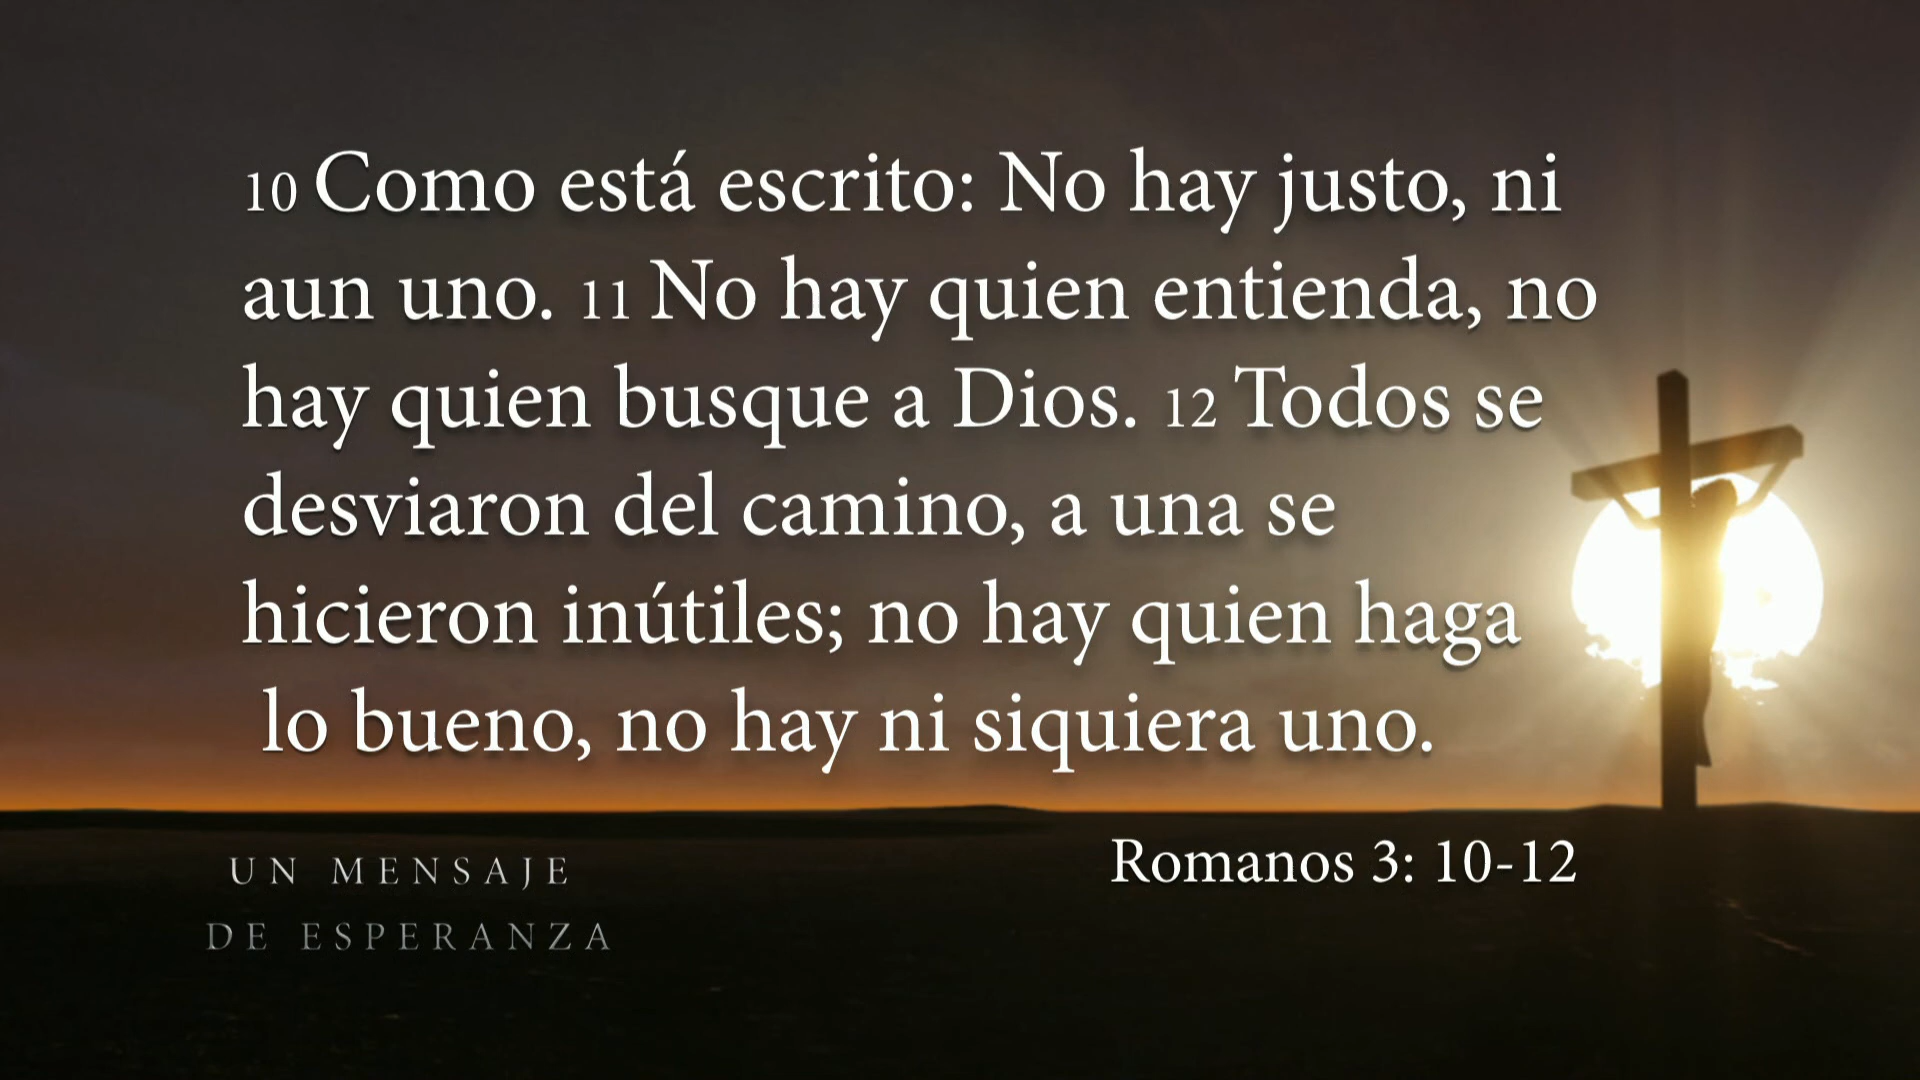 10 Como está escrito: No hay justo, ni
aun uno. 11 No hay quien entienda, no
hay quien busque a Dios. 12 Todos se
desviaron del camino, a una se
hicieron inútiles; no hay quien haga
lo bueno, no hay ni siquiera uno.
Romanos 3: 10-12
UN MENSAJE
DE ESPERANZA